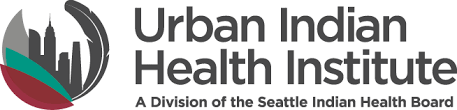 Urban Indian
Health Institute
A Division of the Seattle Indian Health Board